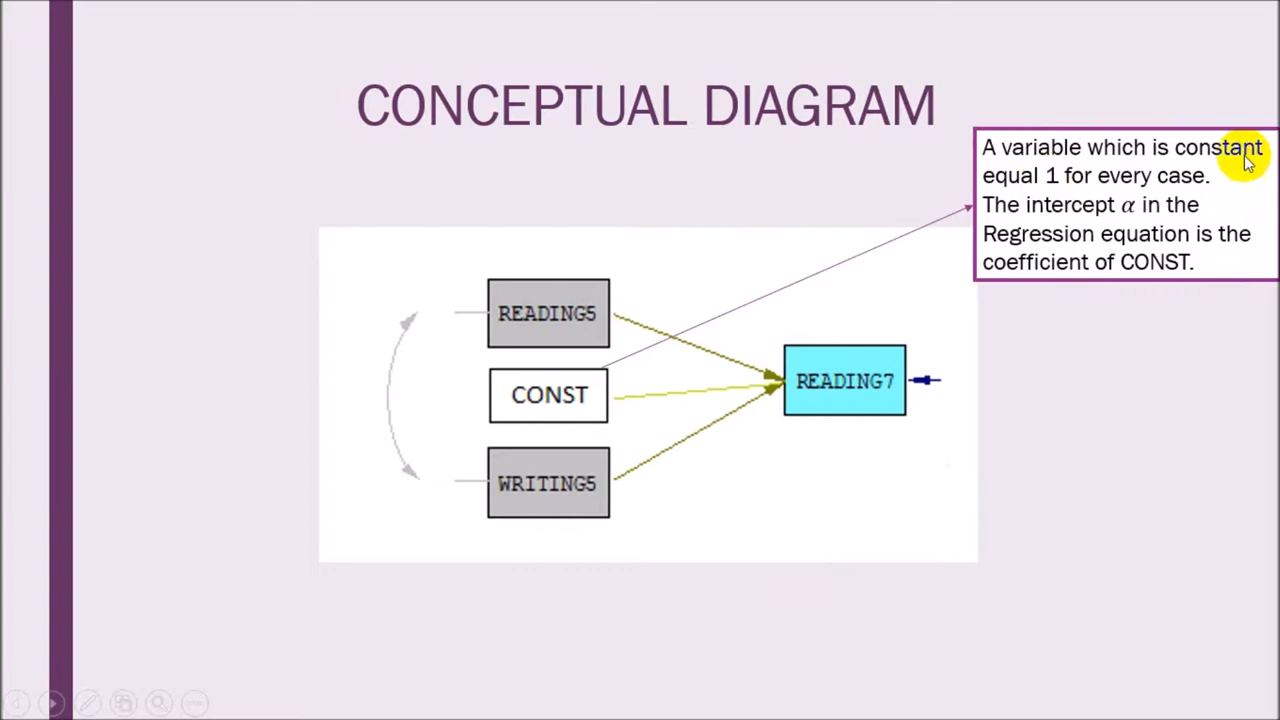 CONCEPTUAL DIAGRAM
A variable which is constant
equal 1 for every case.
The intercept α in the
Regression equation is the
coefficient of CONST.
READING5
CONST
READING7
WRITING5